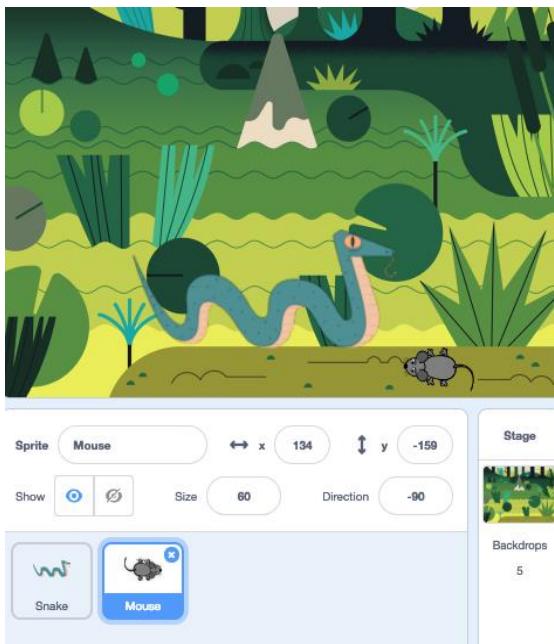 Sprite Mouse x 134 y -159
Show Size 60 Direction -90
Snake
Mouse
Stage
Backdrops
5